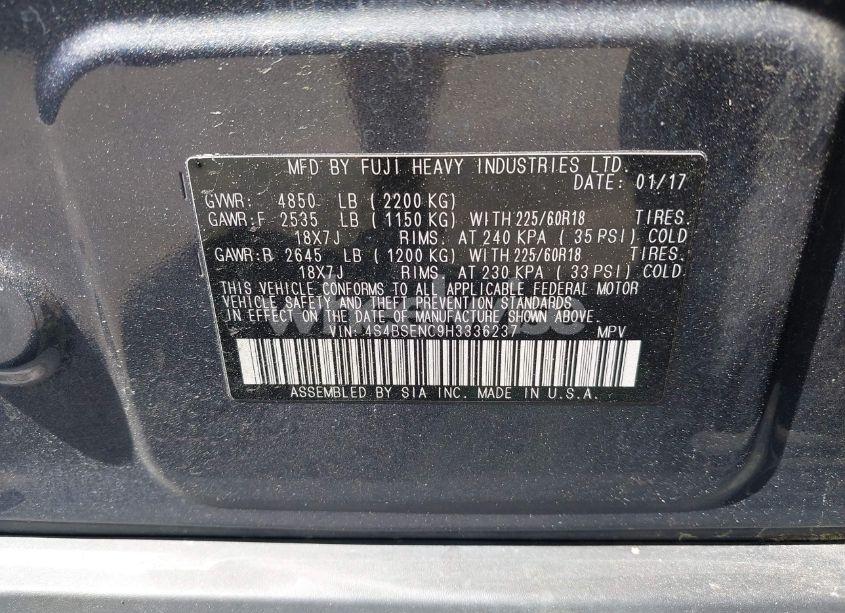 MFD BY FUJI HEAVY INDUSTRIES LTD.
DATE: 01/17
GVWR: 4850 LB (2200 KG)
GAWR:F 2535 LB (1150 KG) WITH 225/60R18 TIRES.
18X7J RIMS. AT 240 KPA (35 PSI) COLD
GAWR:R 2645 LB (1200 KG) WITH 225/60R18 TIRES.
18X7J RIMS. AT 230 KPA (33 PSI) COLD
THIS VEHICLE CONFORMS TO ALL APPLICABLE FEDERAL MOTOR
VEHICLE SAFETY AND THEFT PREVENTION STANDARDS
IN EFFECT ON THE DATE OF MANUFACTURE SHOWN ABOVE.
VIN: 4S4BSENC9H3336237 MPV
ASSEMBLED BY SIA INC. MADE IN U.S.A.